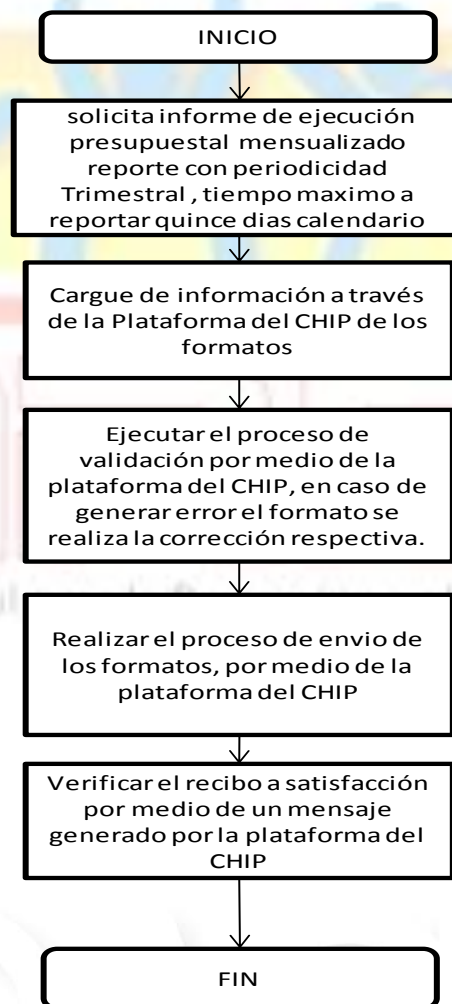 INICIO
solicita informe de ejecución
presupuestal mensualizado
reporte con periodicidad
Trimestral , tiempo maximo a
reportar quince dias calendario
Cargue de información a través
de la Plataforma del CHIP de los
formatos
Ejecutar el proceso de
validación por medio de la
plataforma del CHIP, en caso de
generar error el formato se
realiza la corrección respectiva.
Realizar el proceso de envio de
los formatos, por medio de la
plataforma del CHIP
Verificar el recibo a satisfacción
por medio de un mensaje
generado por la plataforma del
CHIP
FIN